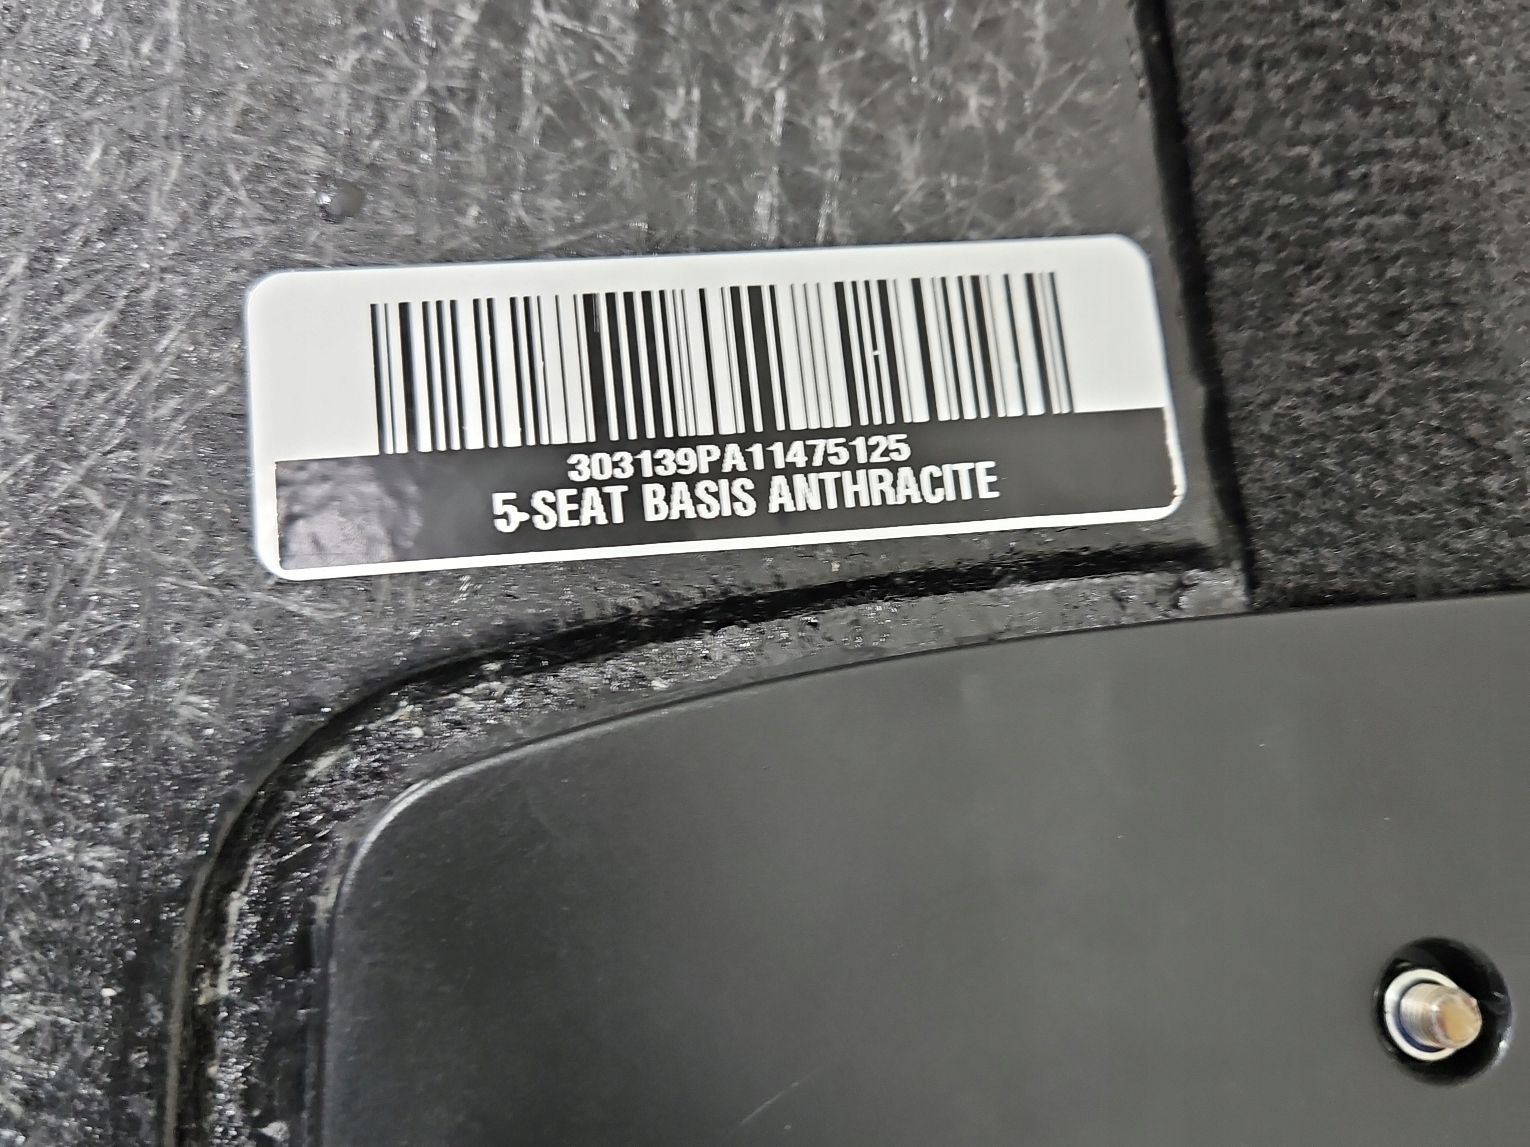 303139PA11475125
5-SEAT BASIS ANTHRACITE